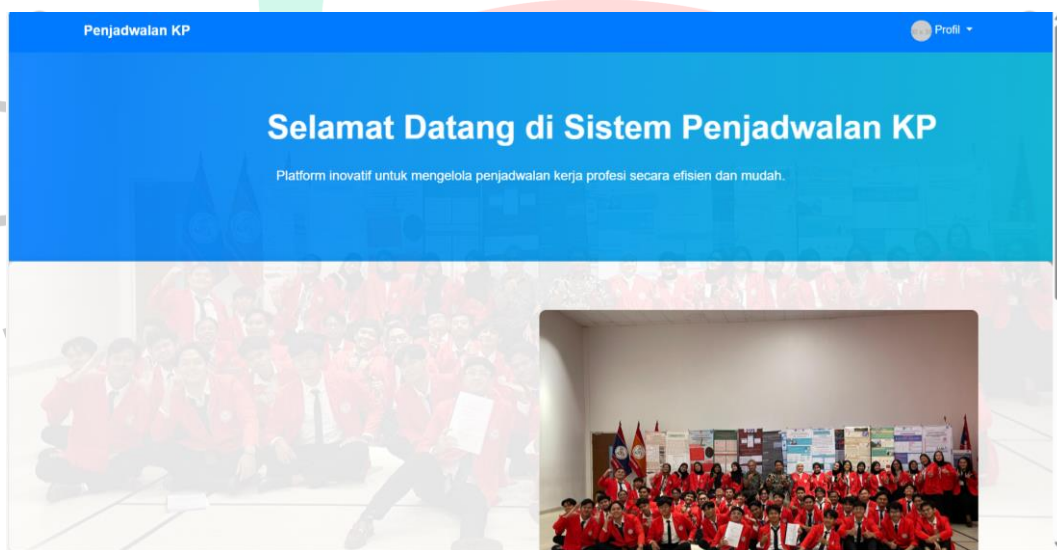 Penjadwalan KP
Profil
Selamat Datang di Sistem Penjadwalan KP
Platform inovatif untuk mengelola penjadwalan kerja profesi secara efisien dan mudah.